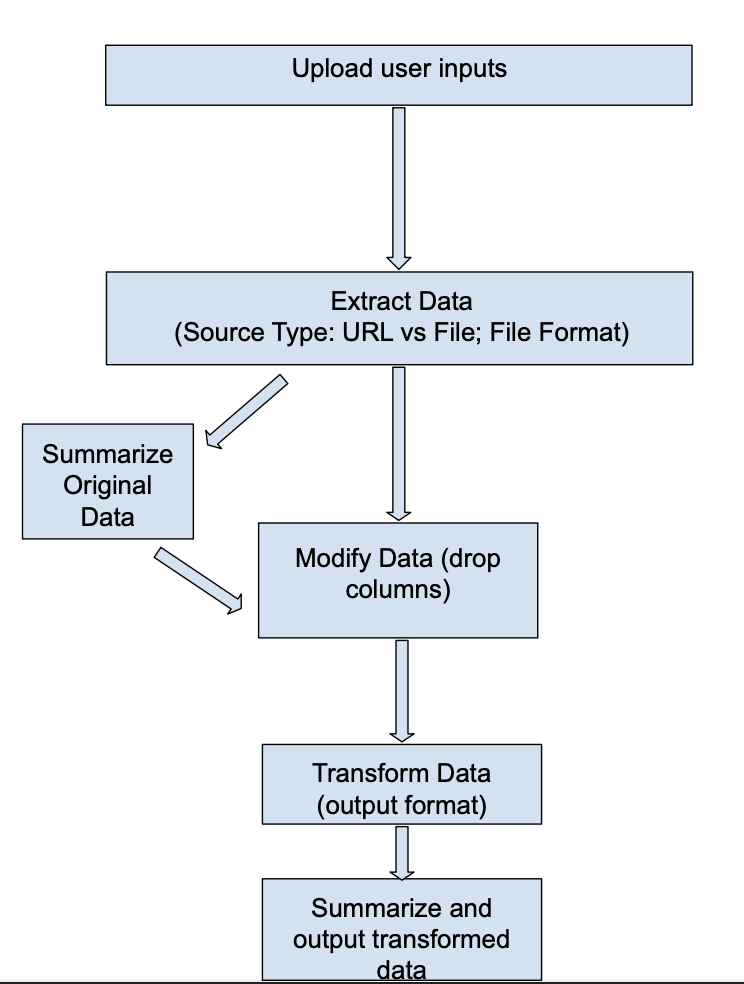 Upload user inputs
Extract Data
(Source Type: URL vs File; File Format)
Summarize
Original
Data
Modify Data (drop
columns)
Transform Data
(output format)
Summarize and
output transformed
data